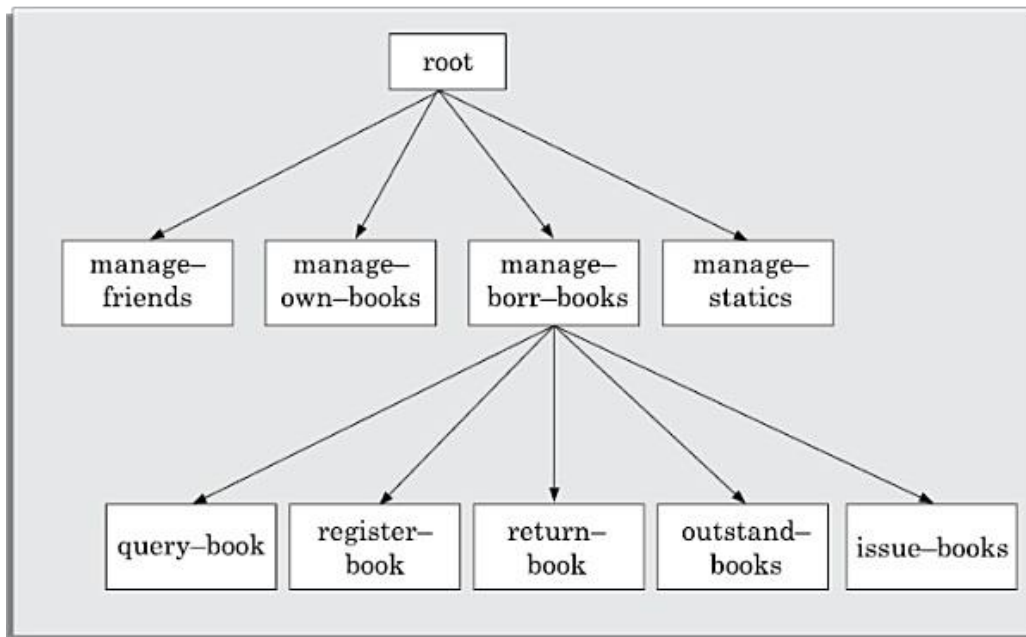 root
manage–
friends
manage–
own–books
manage–
borr–books
manage–
statics
query–book
register–
book
return–
book
outstand–
books
issue–books